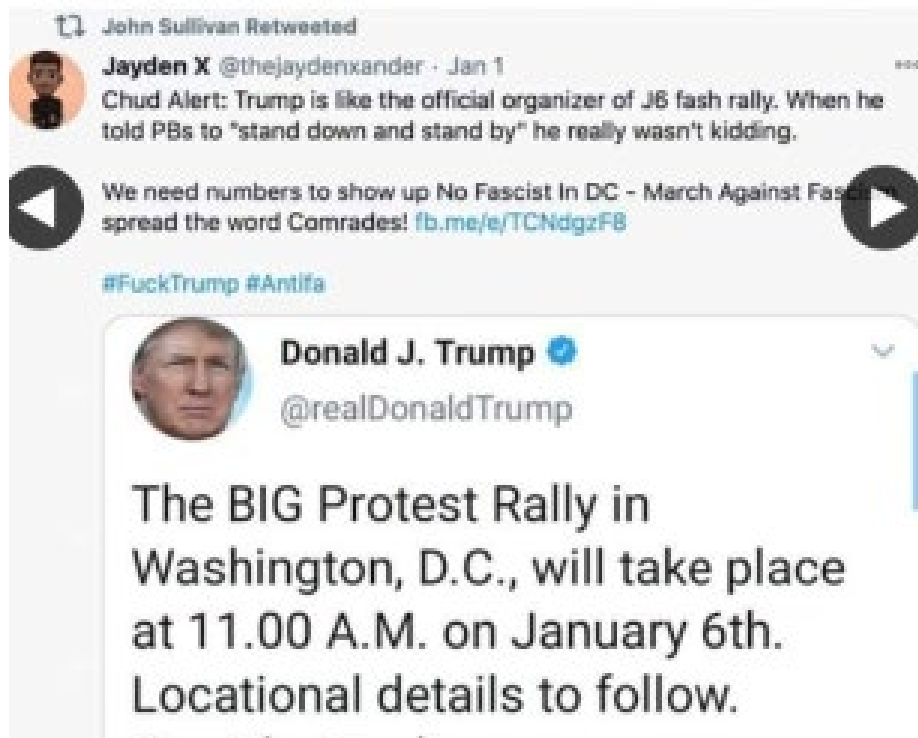 John Sullivan Retweeted
Jayden X @thejaydenxander · Jan 1
Chud Alert: Trump is like the official organizer of J6 fash rally. When he
told PBs to "stand down and stand by" he really wasn't kidding.
We need numbers to show up No Fascist In DC - March Against
spread the word Comrades! fb.me/e/TCNdgzF8
#FuckTrump #Antifa
Donald J. Trump
@realDonaldTrump
The BIG Protest Rally in
Washington, D.C., will take place
at 11.00 A.M. on January 6th.
Locational details to follow.